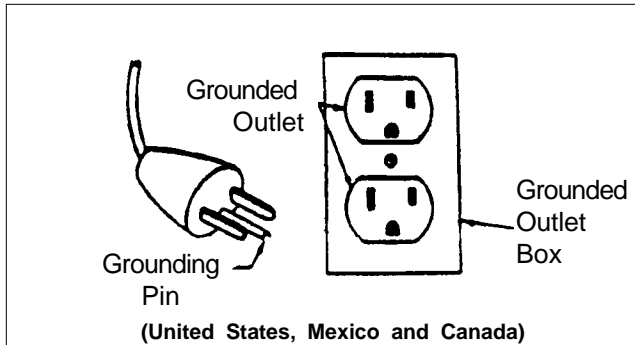 Grounded
Outlet
Grounded
Outlet
Box
Grounding
Pin
(United States, Mexico and Canada)